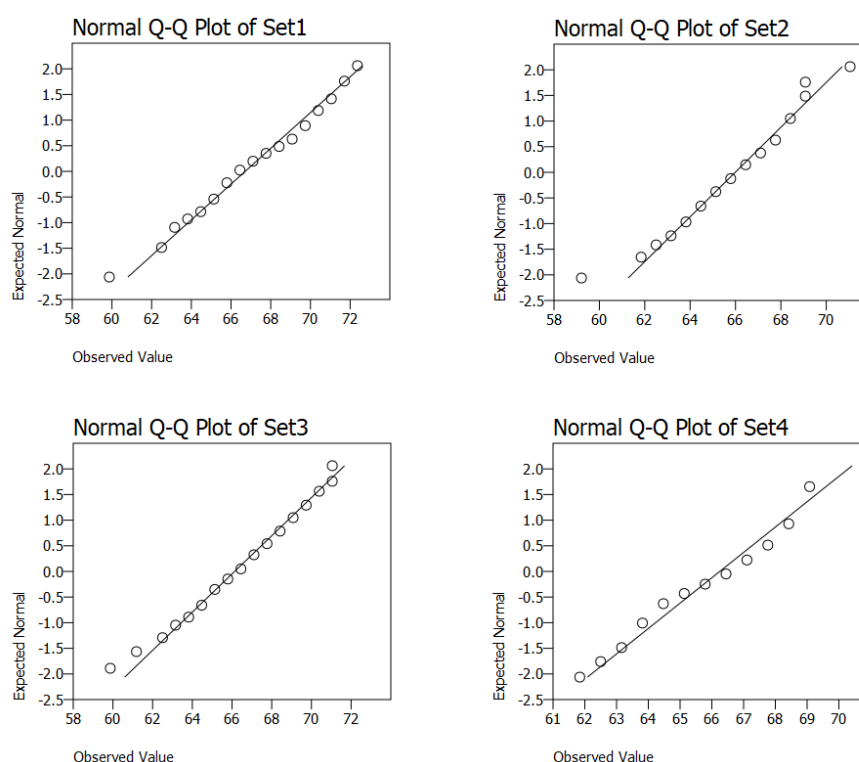 Normal Q-Q Plot of Set1
2.0
1.5
1.0
0.5
0.0
-0.5
-1.0
-1.5
-2.0
-2.5
Expected Normal
58 60 62 64 66 68 70 72
Observed Value
Normal Q-Q Plot of Set2
2.0
1.5
1.0
0.5
0.0
-0.5
-1.0
-1.5
-2.0
-2.5
Expected Normal
58 60 62 64 66 68 70
Observed Value
Normal Q-Q Plot of Set3
2.0
1.5
1.0
0.5
0.0
-0.5
-1.0
-1.5
-2.0
-2.5
Expected Normal
58 60 62 64 66 68 70 72
Observed Value
Normal Q-Q Plot of Set4
2.0
1.5
1.0
0.5
0.0
-0.5
-1.0
-1.5
-2.0
-2.5
Expected Normal
61 62 63 64 65 66 67 68 69 70
Observed Value